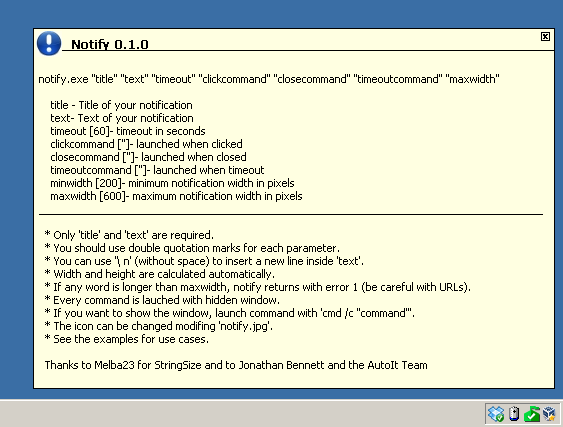 Notify 0.1.0
notify.exe "title" "text" "timeout" "clickcommand" "closecommand" "timeoutcommand" "maxwidth"
title - Title of your notification
text- Text of your notification
timeout [60]- timeout in seconds
clickcommand ['']- launched when clicked
closecommand ['']- launched when closed
timeoutcommand ['']- launched when timeout
minwidth [200]- minimum notification width in pixels
maxwidth [600]- maximum notification width in pixels
* Only 'title' and 'text' are required.
* You should use double quotation marks for each parameter.
* You can use '\ n' (without space) to insert a new line inside 'text'.
* Width and height are calculated automatically.
* If any word is longer than maxwidth, notify returns with error 1 (be careful with URLs).
* Every command is lauched with hidden window.
* If you want to show the window, launch command with 'cmd /c "command"'.
* The icon can be changed modifing 'notify.jpg'.
* See the examples for use cases.
Thanks to Melba23 for StringSize and to Jonathan Bennett and the AutoIt Team